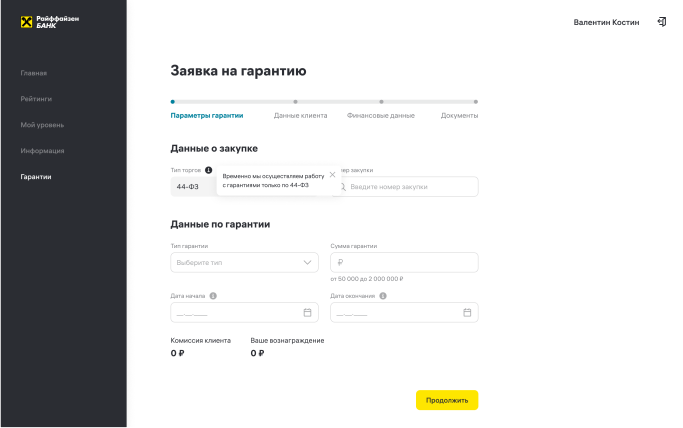 Райффайзен
БАНК
Валентин Костин
Главная
Рейтинги
Мой уровень
Информация
Гарантии
Заявка на гарантию
Параметры гарантии
Данные клиента
Финансовые данные
Документы
Данные о закупке
Тип торгов
44-ФЗ
Временно мы осуществляем работу
с гарантиями только по 44-ФЗ
мер закупки
Введите номер закупки
Данные по гарантии
Тип гарантии
Выберите тип
Сумма гарантии
₽
от 50 000 до 2 000 000 ₽
Дата начала
__.__.____
Дата окончания
__.__.____
Комиссия клиента
0 ₽
Ваше вознаграждение
0 ₽
Продолжить